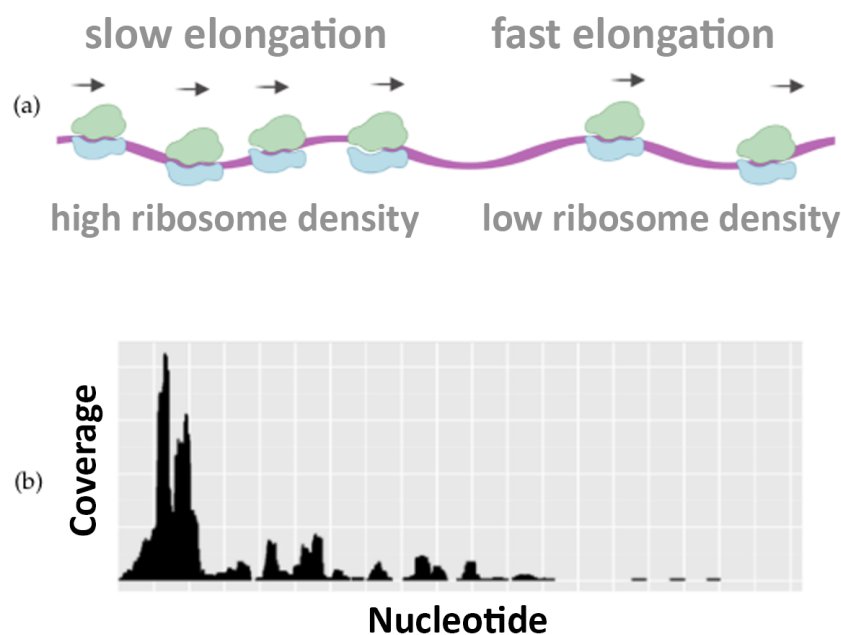 slow elongation
fast elongation
(a)
high ribosome density
low ribosome density
(b)
Coverage
Nucleotide